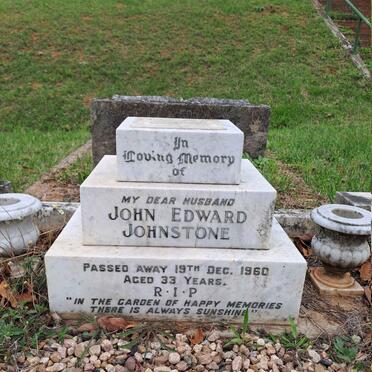 In
Loving Memory
of
MY DEAR HUSBAND
JOHN EDWARD
JOHNSTONE
PASSED AWAY 19TH DEC. 1960
AGED 33 YEARS.
R·I·P
"IN THE GARDEN OF HAPPY MEMORIES
THERE IS ALWAYS SUNSHINE"